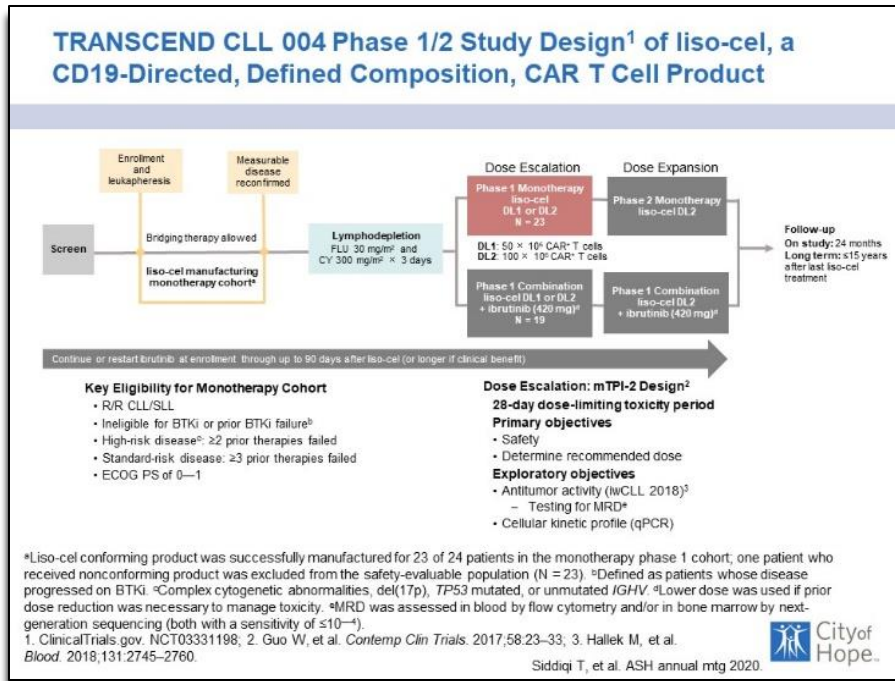 TRANSCEND CLL 004 Phase 1/2 Study Design¹ of liso-cel, a
CD19-Directed, Defined Composition, CAR T Cell Product
Enrollment
and
leukapheresis
Measurable
disease
reconfirmed
Screen
Bridging therapy allowed
liso-cel manufacturing
monotherapy cohortᵃ
Lymphodepletion
FLU 30 mg/m² and
CY 300 mg/m² × 3 days
Dose Escalation
Phase 1 Monotherapy
liso-cel
DL1 or DL2
N = 23
DL1: 50 × 10⁶ CAR⁺ T cells
DL2: 100 × 10⁶ CAR⁺ T cells
Phase 1 Combination
liso-cel DL1 or DL2
+ ibrutinib (420 mg)ᵈ
N = 19
Dose Expansion
Phase 2 Monotherapy
liso-cel DL2
Phase 1 Combination
liso-cel DL2
+ ibrutinib (420 mg)ᵈ
Follow-up
On study: 24 months
Long term: ≤15 years
after last liso-cel
treatment
Continue or restart ibrutinib at enrollment through up to 90 days after liso-cel (or longer if clinical benefit)
Key Eligibility for Monotherapy Cohort
• R/R CLL/SLL
• Ineligible for BTKi or prior BTKi failureᵇ
• High-risk diseaseᶜ: ≥2 prior therapies failed
• Standard-risk disease: ≥3 prior therapies failed
• ECOG PS of 0—1
Dose Escalation: mTPI-2 Design²
28-day dose-limiting toxicity period
Primary objectives
• Safety
• Determine recommended dose
Exploratory objectives
• Antitumor activity (iwCLL 2018)³
– Testing for MRDᵉ
• Cellular kinetic profile (qPCR)
ᵃLiso-cel conforming product was successfully manufactured for 23 of 24 patients in the monotherapy phase 1 cohort; one patient who
received nonconforming product was excluded from the safety-evaluable population (N = 23). ᵇDefined as patients whose disease
progressed on BTKi. ᶜComplex cytogenetic abnormalities, del(17p), TP53 mutated, or unmutated IGHV. ᵈLower dose was used if prior
dose reduction was necessary to manage toxicity. ᵉMRD was assessed in blood by flow cytometry and/or in bone marrow by next-
generation sequencing (both with a sensitivity of ≤10⁻⁴).
1. ClinicalTrials.gov. NCT03331198; 2. Guo W, et al. Contemp Clin Trials. 2017;58:23–33; 3. Hallek M, et al.
Blood. 2018;131:2745–2760.
Siddiqi T, et al. ASH annual mtg 2020.
City of
Hope™